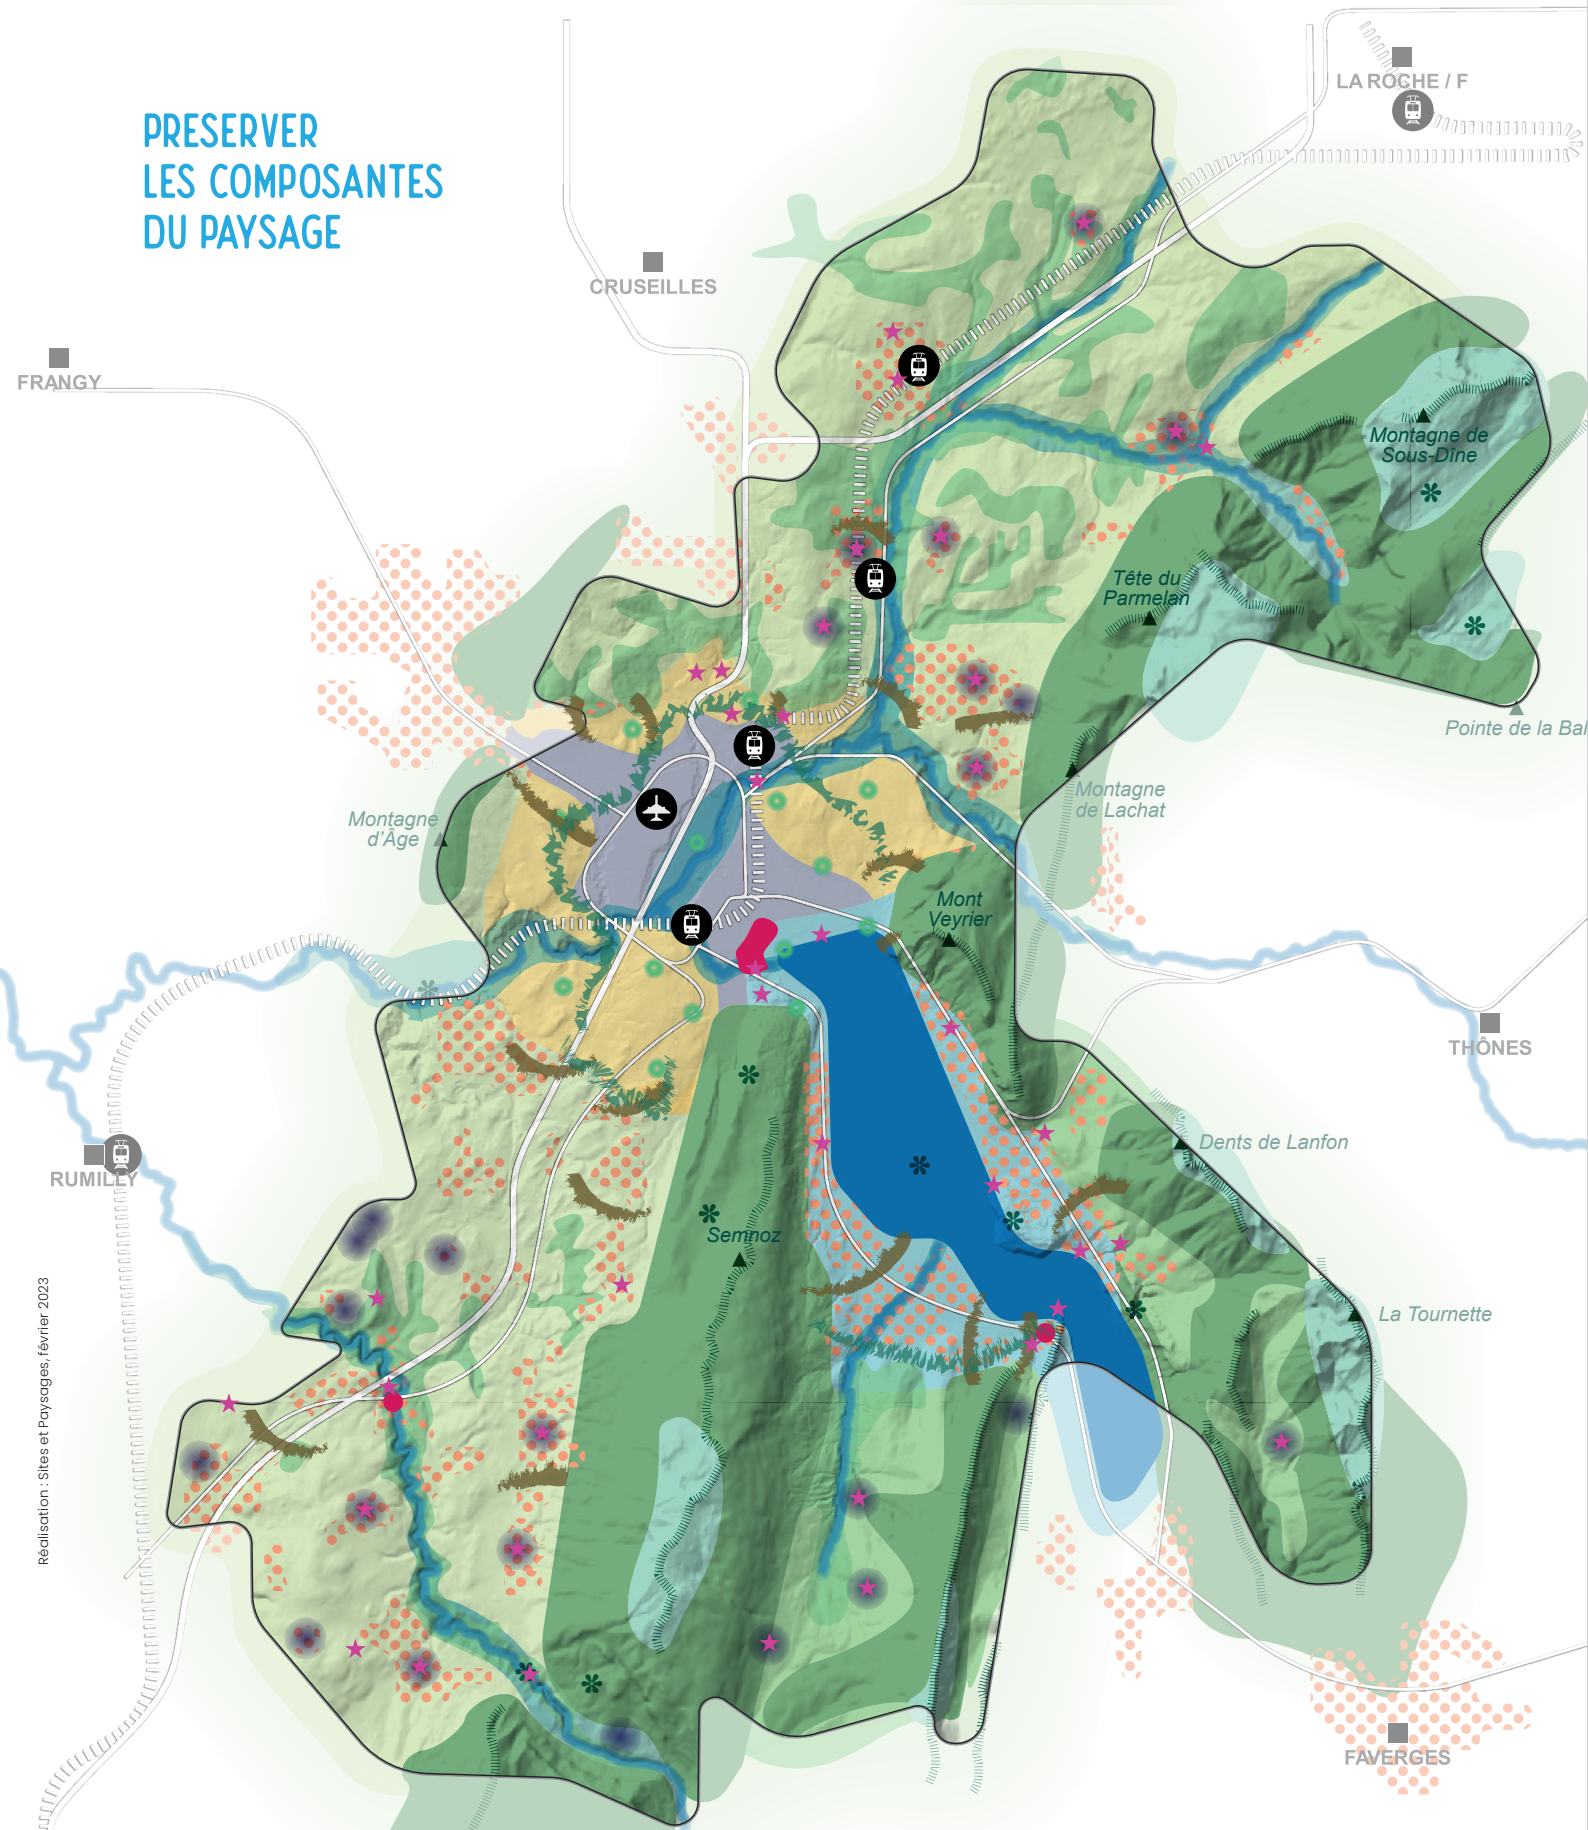 PRESERVER
LES COMPOSANTES
DU PAYSAGE
LA ROCHE / F
CRUSEILLES
FRANGY
Montagne de
Sous-Dîne
Tête du
Parmelan
Pointe de la Bal
Montagne
de Lachat
Montagne
d'Âge
Mont
Veyrier
THÔNES
Dents de Lanfon
RUMILLY
Semnoz
La Tournette
Réalisation : Sites et Paysages, février 2023
FAVERGES